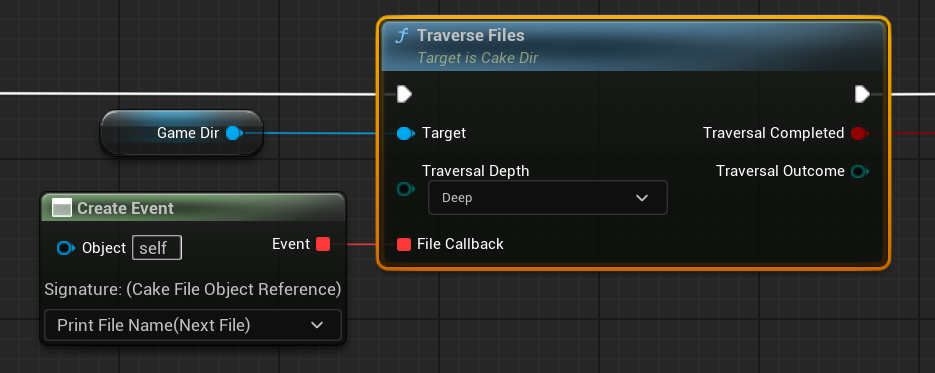 Traverse Files
Target is Cake Dir
Game Dir
Target
Traversal Completed
Traversal Depth
Traversal Outcome
Deep
Create Event
Object self
Event
File Callback
Signature: (Cake File Object Reference)
Print File Name(Next File)